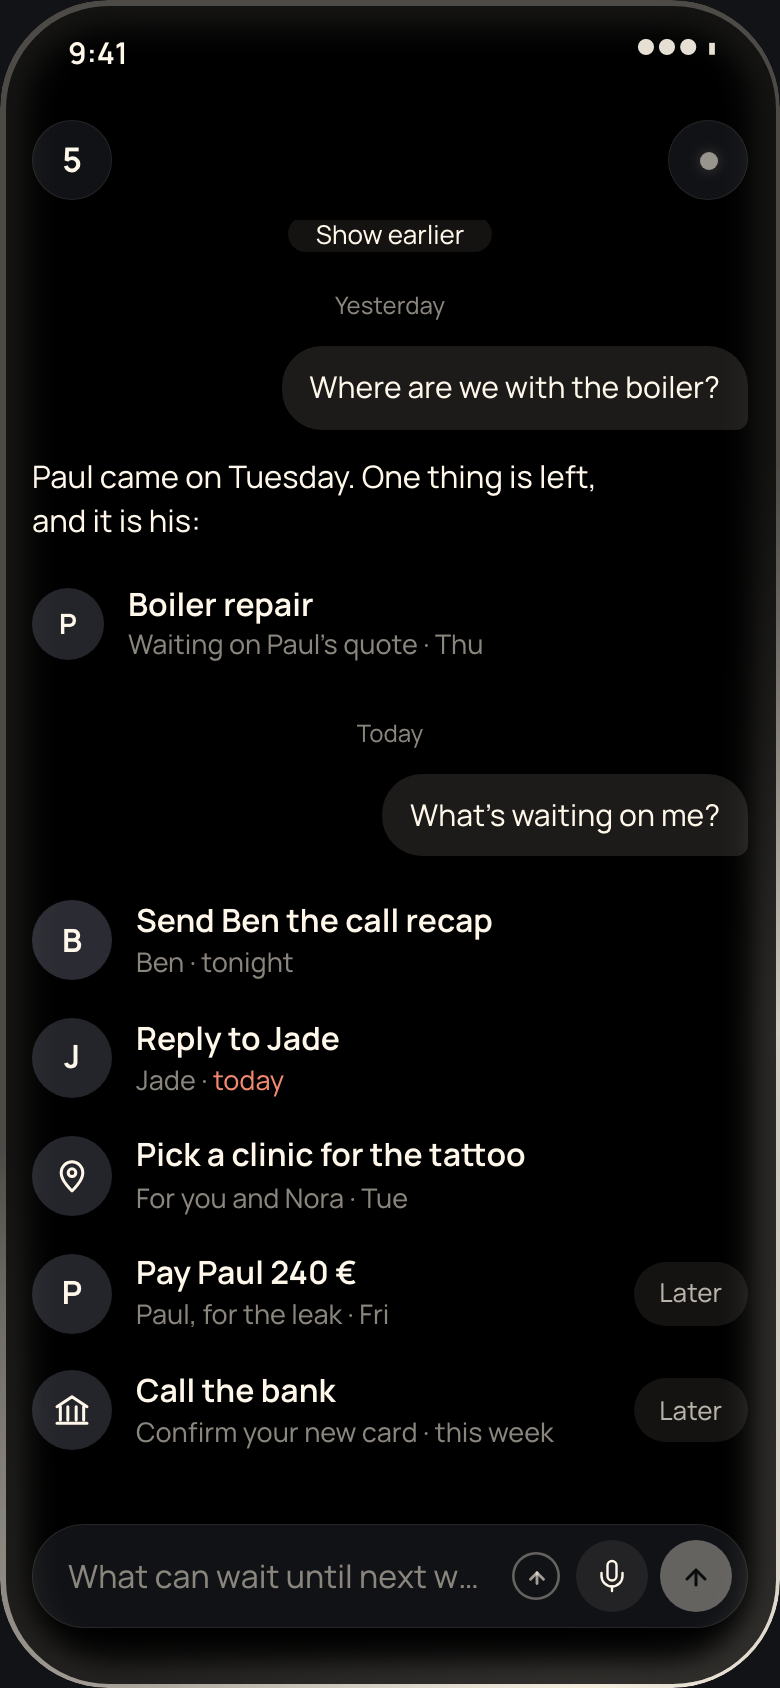 9:41
5
Show earlier
Yesterday
Where are we with the boiler?
Paul came on Tuesday. One thing is left,
and it is his:
P
Boiler repair
Waiting on Paul’s quote · Thu
Today
What’s waiting on me?
B
Send Ben the call recap
Ben · tonight
J
Reply to Jade
Jade · today
Pick a clinic for the tattoo
For you and Nora · Tue
P
Pay Paul 240 €
Paul, for the leak · Fri
Later
Call the bank
Confirm your new card · this week
Later
What can wait until next w...